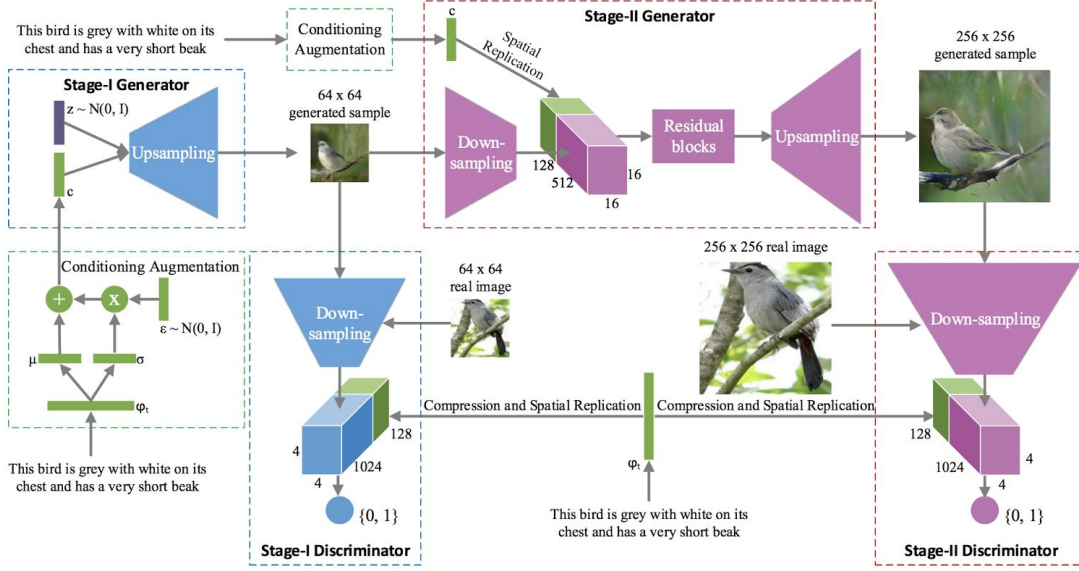 This bird is grey with white on its
chest and has a very short beak
Conditioning
Augmentation
c
Stage-II Generator
Spatial
Replication
256 x 256
generated sample
Stage-I Generator
z ~ N(0, I)
Upsampling
c
64 x 64
generated sample
Down-
sampling
128
512
16
16
Residual
blocks
Upsampling
Conditioning Augmentation
+
x
ε ~ N(0, I)
μ
σ
φt
This bird is grey with white on its
chest and has a very short beak
64 x 64
real image
Down-
sampling
256 x 256 real image
Down-sampling
Compression and Spatial Replication
Compression and Spatial Replication
128
4
1024
4
{0, 1}
Stage-I Discriminator
φt
This bird is grey with white on its
chest and has a very short beak
128
1024
4
4
{0, 1}
Stage-II Discriminator